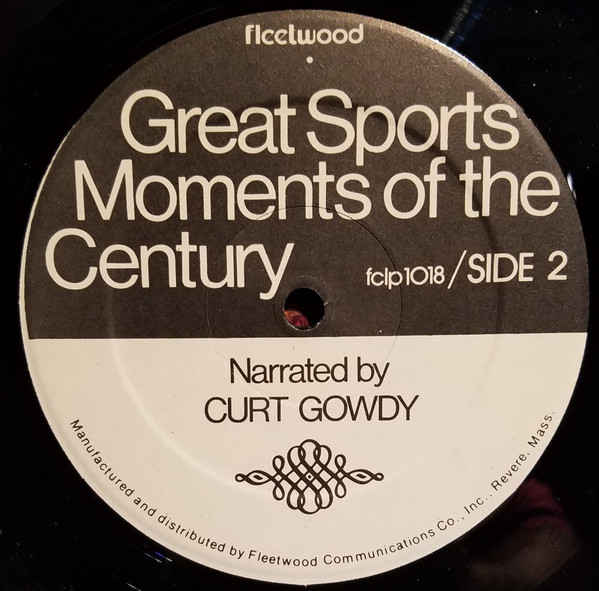 fleetwood
Great Sports
Moments of the
Century
fclp1018/SIDE 2
Narrated by
CURT GOWDY
Manufactured and distributed by Fleetwood Communications Co., Inc., Revere, Mass.